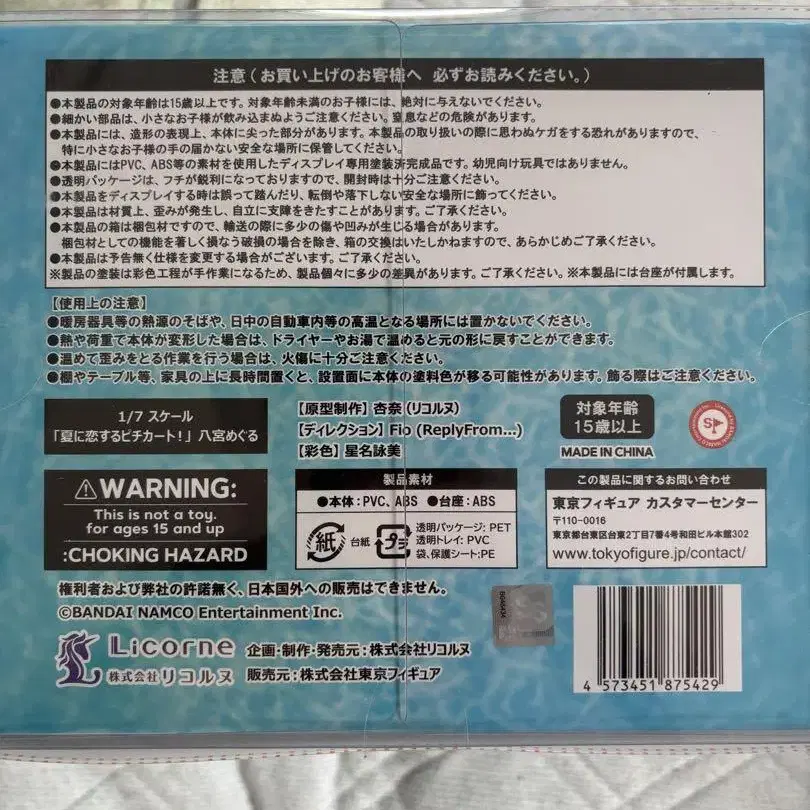 注意(お買い上げのお客様へ 必ずお読みください。)
●本製品の対象年齢は15歳以上です。対象年齢未満のお子様には、絶対に与えないでください。
●細かい部品は、小さなお子様が飲み込まぬようご注意ください。窒息などの危険があります。
●本製品には、造形の表現上、本体に尖った部分があります。本製品の取り扱いの際に思わぬケガをする恐れがありますので、
特に小さなお子様の手の届かない安全な場所に保管してください。
●本製品にはPVC、ABS等の素材を使用したディスプレイ専用塗装済完成品です。幼児向け玩具ではありません。
●透明パッケージは、フチが鋭利になっておりますので、開封時は十分ご注意ください。
●本製品をディスプレイする時は誤って踏んだり、転倒や落下しない安全な場所に飾ってください。
●本製品は材質上、歪みが発生し、自立に支障をきたすことがあります。ご了承ください。
●本製品の箱は梱包材ですので、輸送の際に多少の傷や凹みが生じる場合があります。
梱包材としての機能を著しく損なう破損の場合を除き、箱の交換はいたしかねますので、あらかじめご了承ください。
●本製品は予告無く仕様を変更する場合がございます。ご了承ください。
※製品の塗装は彩色工程が手作業になるため、製品個々に多少の差異があります。ご了承ください。※本製品には台座が付属します。
【使用上の注意】
●暖房器具等の熱源のそばや、日中の自動車内等の高温となる場所には置かないでください。
●熱や荷重で本体が変形した場合は、ドライヤーやお湯で温めると元の形に戻すことができます。
●温めて歪みをとる作業を行う場合は、火傷に十分ご注意ください。
●棚やテーブル等、家具の上に長時間置くと、設置面に本体の塗料色が移る可能性があります。飾る際はご注意ください。
1/7 スケール
「夏に恋するピチカート!」八宮めぐる
【原型制作】杏奈(リコルヌ)
【ディレクション】Fio (ReplyFrom...)
【彩色】星名詠美
対象年齢
15歳以上
MADE IN CHINA
⚠WARNING:
This is not a toy.
for ages 15 and up
:CHOKING HAZARD
製品素材
●本体:PVC、ABS ●台座:ABS
紙 台紙 プラ
透明パッケージ:PET
透明トレイ:PVC
袋、保護シート:PE
この製品に関するお問い合わせ
東京フィギュア カスタマーセンター
〒110-0016
東京都台東区台東2丁目7番4号和田ビル本館302
www.tokyofigure.jp/contact/
権利者および弊社の許諾無く、日本国外への販売はできません。
©BANDAI NAMCO Entertainment Inc.
Licorne
株式会社リコルヌ
企画・制作・発売元:株式会社リコルヌ
販売元:株式会社東京フィギュア
4 573451 875429